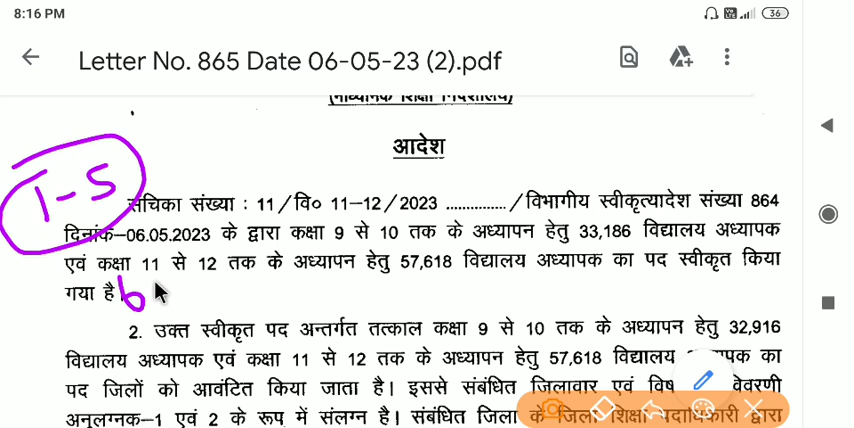 8:16 PM
36
Letter No. 865 Date 06-05-23 (2).pdf
(माध्यमिक शिक्षा निदेशालय)
आदेश
1-5
संचिका संख्या : 11/वि० 11–12/2023 ............../विभागीय स्वीकृत्यादेश संख्या 864
दिनांक–06.05.2023 के द्वारा कक्षा 9 से 10 तक के अध्यापन हेतु 33,186 विद्यालय अध्यापक
एवं कक्षा 11 से 12 तक के अध्यापन हेतु 57,618 विद्यालय अध्यापक का पद स्वीकृत किया
गया है।
6
2. उक्त स्वीकृत पद अन्तर्गत तत्काल कक्षा 9 से 10 तक के अध्यापन हेतु 32,916
विद्यालय अध्यापक एवं कक्षा 11 से 12 तक के अध्यापन हेतु 57,618 विद्यालय का
पद जिलों को आवंटित किया जाता है। इससे संबंधित जिलावार एवं
अनुलग्नक–1 एवं 2 के रूप में संलग्न है। संबंधित जिला के जिला शिक्षा पदाधिकारी द्वारा